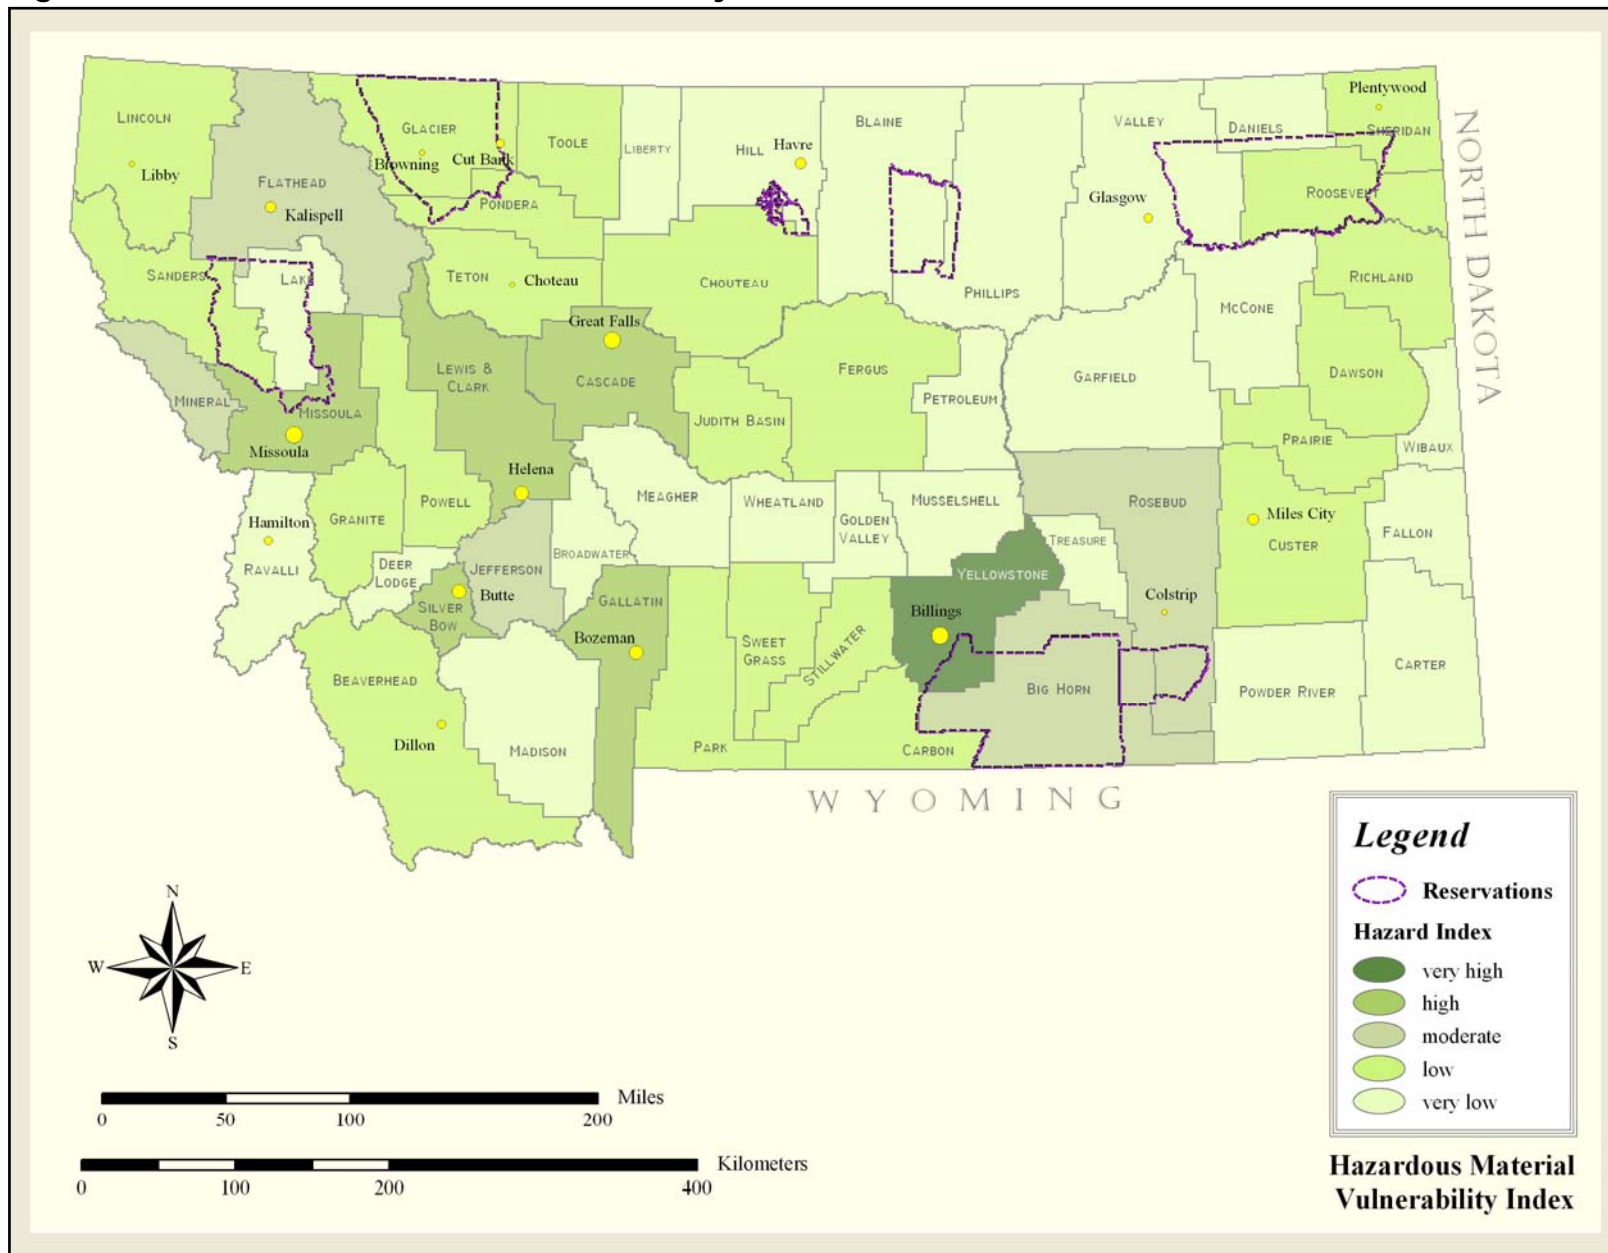 LINCOLN
Libby
FLATHEAD
Kalispell
GLACIER
Browning
Cut Bank
TOOLE
LIBERTY
HILL
Havre
BLAINE
PHILLIPS
VALLEY
Glasgow
DANIELS
Plentywood
SHERIDAN
ROOSEVELT
NORTH DAKOTA
PONDERA
SANDERS
LAKE
TETON
Choteau
CHOUTEAU
RICHLAND
McCONE
Great Falls
CASCADE
LEWIS &
CLARK
FERGUS
PETROLEUM
GARFIELD
DAWSON
MINERAL
MISSOULA
Missoula
JUDITH BASIN
PRAIRIE
WIBAUX
Helena
POWELL
GRANITE
MEAGHER
WHEATLAND
GOLDEN
VALLEY
MUSSELSHELL
ROSEBUD
TREASURE
Miles City
CUSTER
FALLON
Hamilton
RAVALLI
DEER
LODGE
JEFFERSON
BROADWATER
SILVER
BOW
Butte
GALLATIN
Bozeman
YELLOWSTONE
Billings
Colstrip
SWEET
GRASS
STILLWATER
BEAVERHEAD
Dillon
MADISON
PARK
CARBON
BIG HORN
POWDER RIVER
CARTER
WYOMING
Legend
Reservations
Hazard Index
very high
high
moderate
low
very low
Hazardous Material
Vulnerability Index
N
W
E
S
Miles
0 50 100 200
Kilometers
0 100 200 400